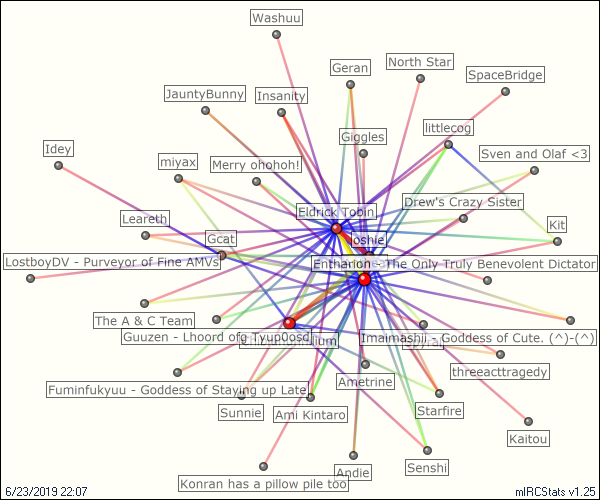 Washuu
North Star
Geran
SpaceBridge
JauntyBunny
Insanity
littlecog
Giggles
Idey
Sven and Olaf <3
miyax
Merry ohohoh!
Drew's Crazy Sister
Eldrick Tobin
Leareth
Kit
Gcat
Joshie
LostboyDV - Purveyor of Fine AMVs
Entharion - The Only Truly Benevolent Dictator
The A & C Team
Guuzen - Lhoord ofg Tyup0osd
Imaimashii - Goddess of Cute. (^)-(^)
threeacttragedy
Ametrine
Fuminfukyuu - Goddess of Staying up Late
Sunnie
Ami Kintaro
Starfire
Kaitou
Senshi
Andie
Konran has a pillow pile too
6/23/2019 22:07
mIRCStats v1.25